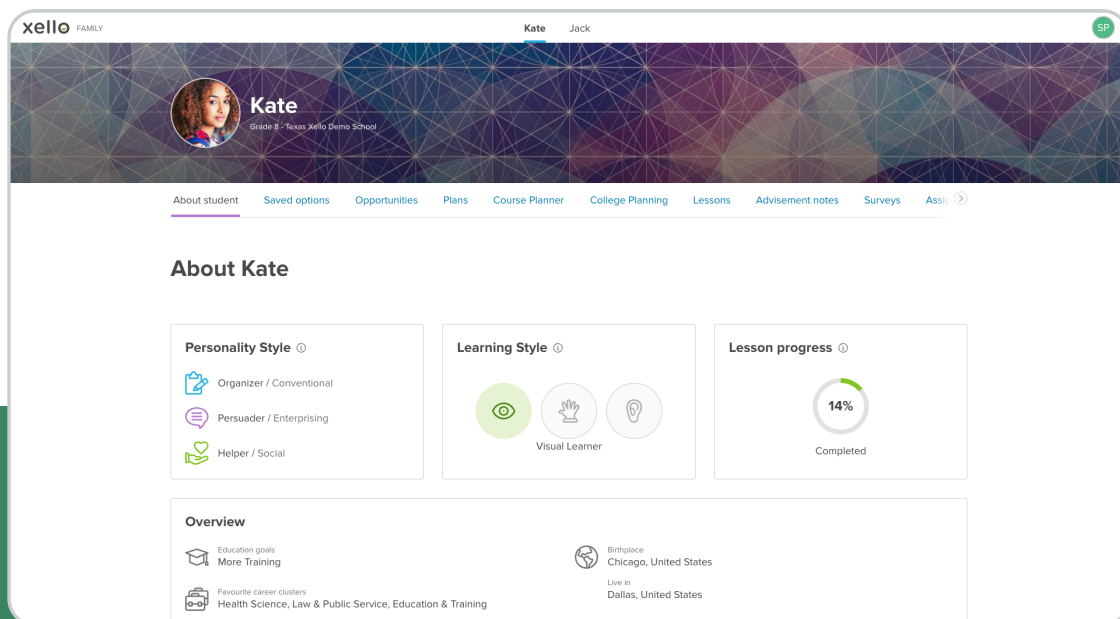 xello FAMILY
Kate Jack
SP
Kate
Grade 8 - Texas Xello Demo School
About student Saved options Opportunities Plans Course Planner College Planning Lessons Advisement notes Surveys
About Kate
Personality Style
Organizer / Conventional
Persuader / Enterprising
Helper / Social
Learning Style
Visual Learner
Lesson progress
14%
Completed
Overview
Education goals
More Training
Favourite career clusters
Health Science, Law & Public Service, Education & Training
Birthplace
Chicago, United States
Live in
Dallas, United States